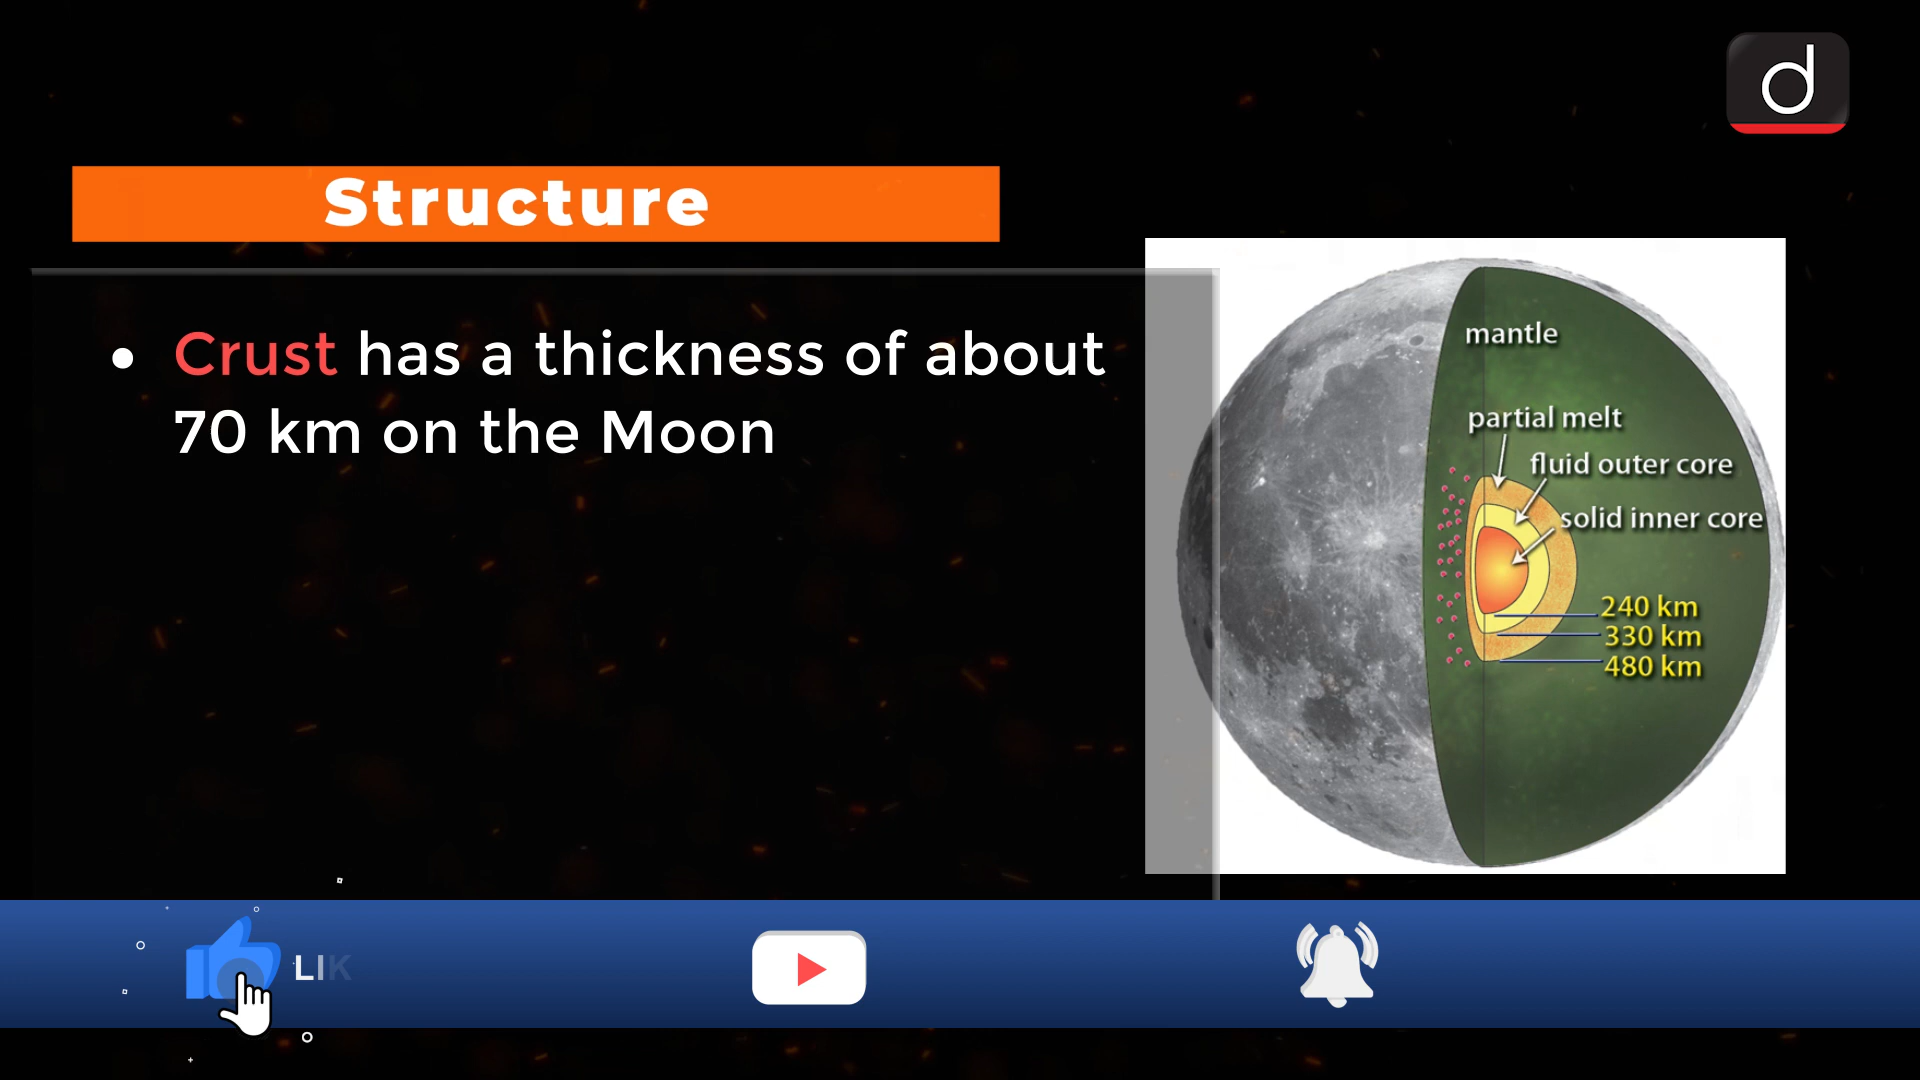 d
Structure
• Crust has a thickness of about
70 km on the Moon
mantle
partial melt
fluid outer core
solid inner core
240 km
330 km
480 km
LIK